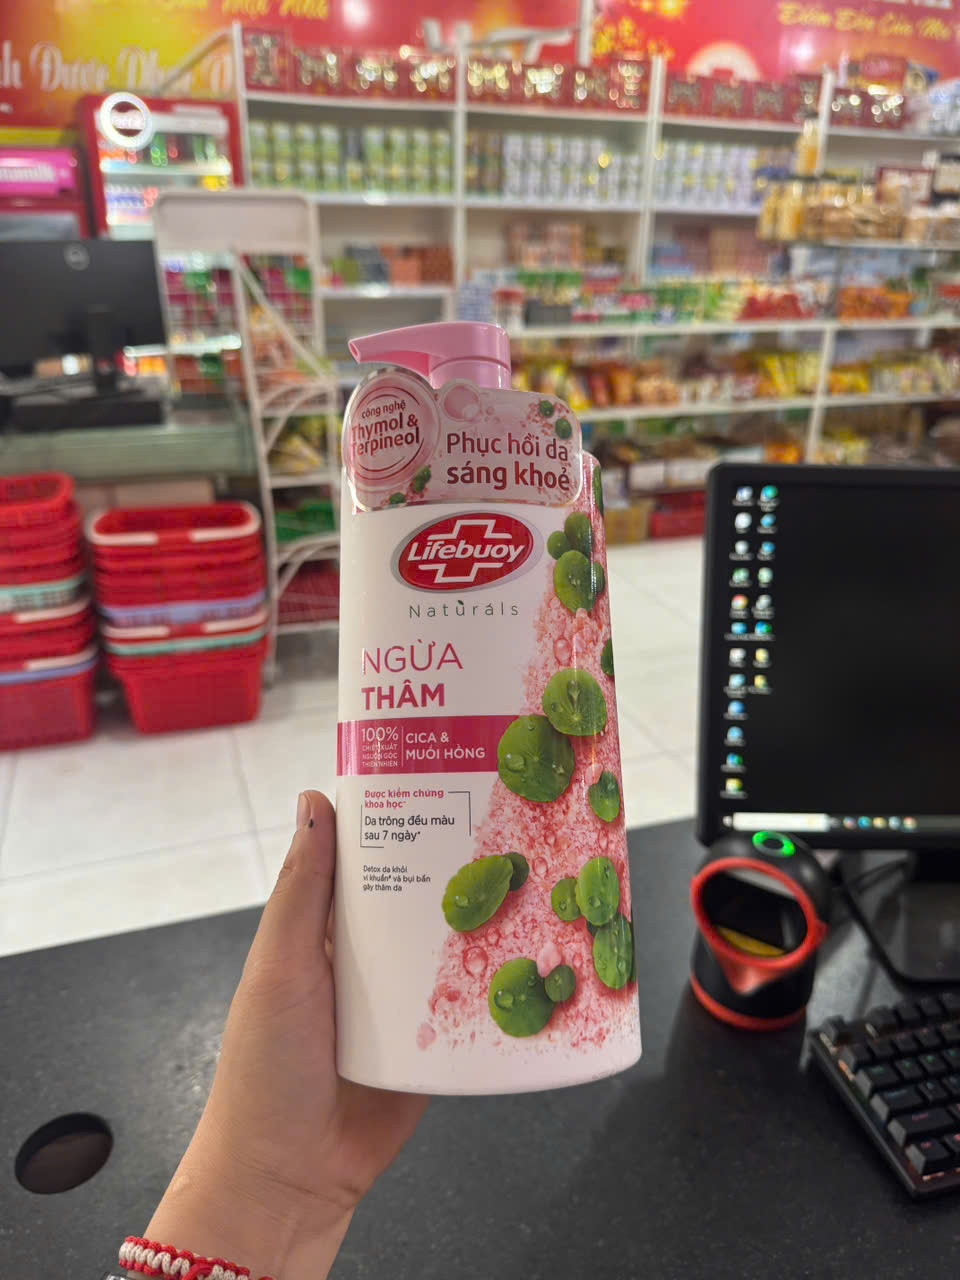 công nghệ
Thymol &
Terpineol
Phục hồi da
sáng khoẻ
Lifebuoy
Naturals
NGỪA
THÂM
100%
CHIẾT XUẤT
NGUỒN GỐC
THIÊN NHIÊN
CICA &
MUỐI HỒNG
Được kiểm chứng
khoa học
Da trông đều màu
sau 7 ngày*
Detox da khỏi
vi khuẩn* và bụi bẩn
gây thâm da